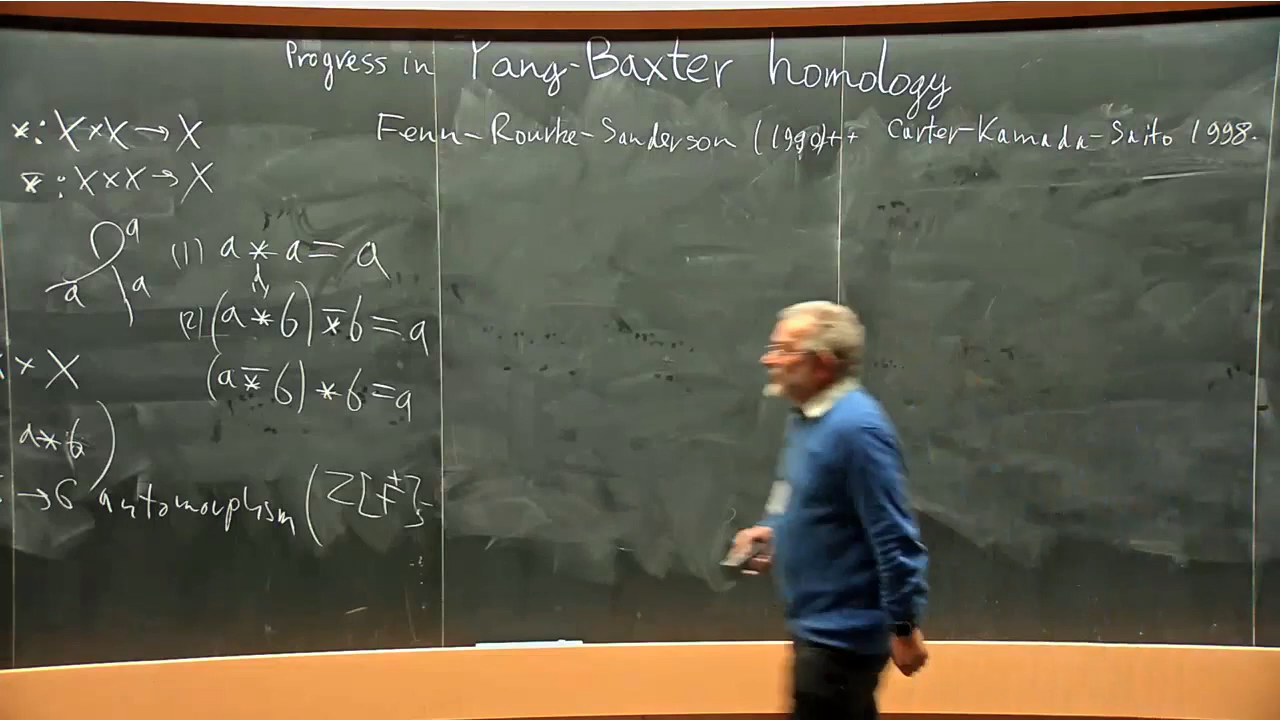 Progress in Yang-Baxter homology
Fenn-Rourke-Sanderson (1990)++ Carter-Kamada-Saito 1998.
*: X×X→X
*̄: X×X→X
a
a a
(1) a * a = a
(2) (a * b) *̄ b = a
× X
(a *̄ b) * b = a
a * b)
→ G automorphism (Z[t±];